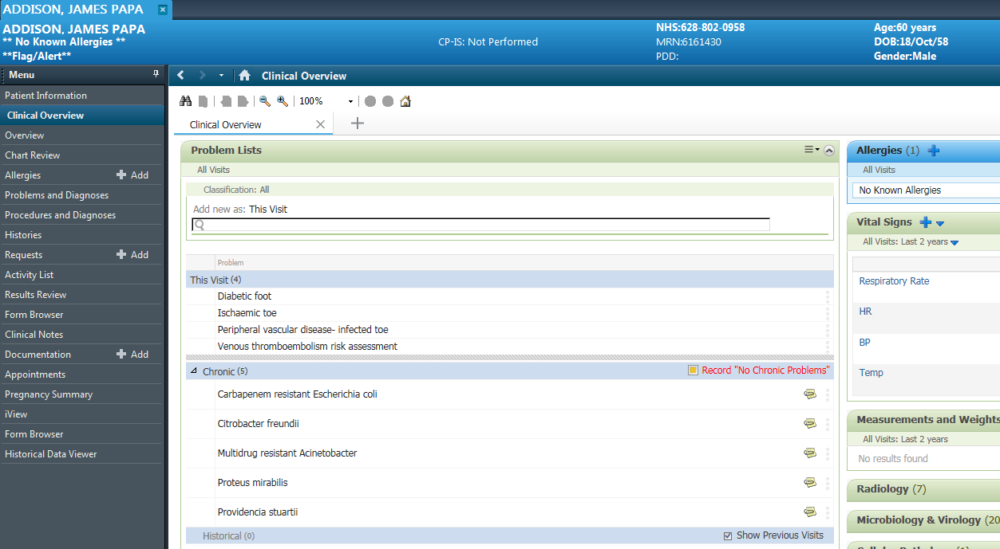 ADDISON, JAMES PAPA
ADDISON, JAMES PAPA
** No Known Allergies **
**Flag/Alert**
CP-IS: Not Performed
NHS:628-802-0958
MRN:6161430
PDD:
Age:60 years
DOB:18/Oct/58
Gender:Male
Menu
Patient Information
Clinical Overview
Overview
Chart Review
Allergies Add
Problems and Diagnoses
Procedures and Diagnoses
Histories
Requests Add
Activity List
Results Review
Form Browser
Clinical Notes
Documentation Add
Appointments
Pregnancy Summary
iView
Form Browser
Historical Data Viewer
Clinical Overview
100%
Clinical Overview
Problem Lists
All Visits
Classification: All
Add new as: This Visit
Problem
This Visit (4)
Diabetic foot
Ischaemic toe
Peripheral vascular disease- infected toe
Venous thromboembolism risk assessment
Chronic (5) Record "No Chronic Problems"
Carbapenem resistant Escherichia coli
Citrobacter freundii
Multidrug resistant Acinetobacter
Proteus mirabilis
Providencia stuartii
Historical (0) Show Previous Visits
Allergies (1)
All Visits
No Known Allergies
Vital Signs
All Visits: Last 2 years
Respiratory Rate
HR
BP
Temp
Measurements and Weights
All Visits: Last 2 years
No results found
Radiology (7)
Microbiology & Virology (20